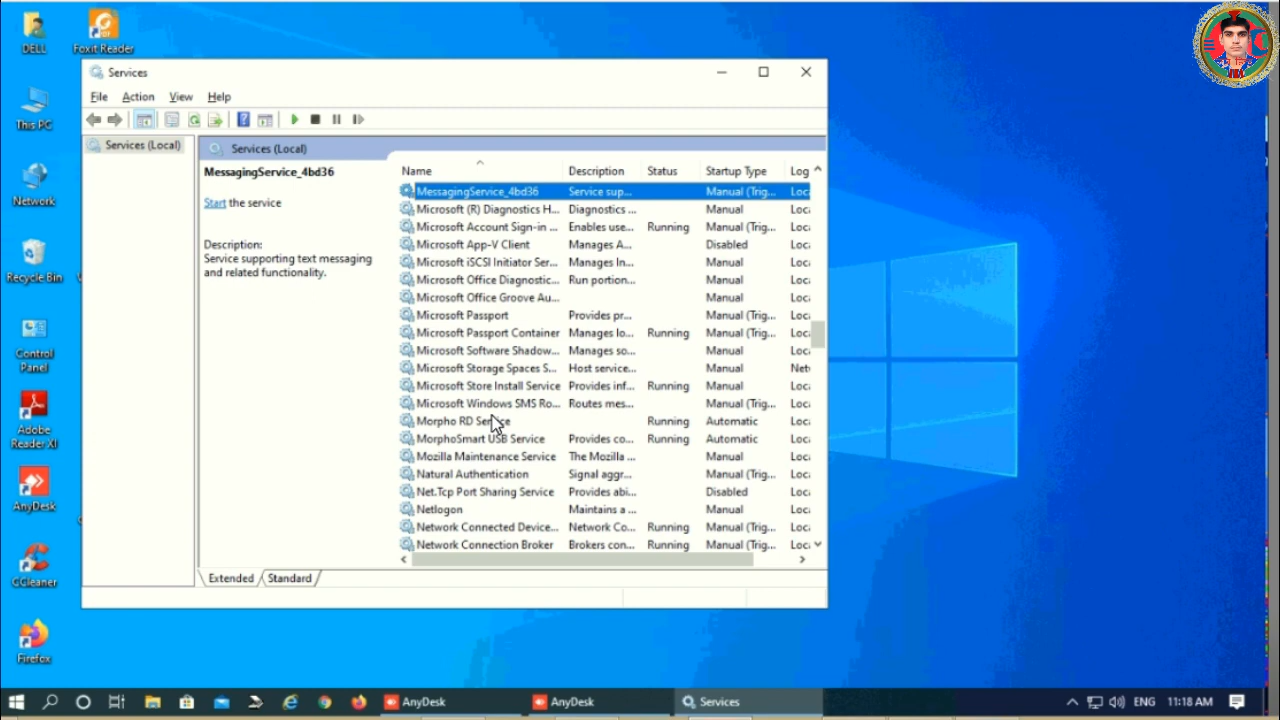 DELL
Foxit Reader
This PC
Network
Recycle Bin
Control
Panel
Adobe
Reader XI
AnyDesk
CCleaner
Firefox
Services
File Action View Help
Services (Local)
Services (Local)
MessagingService_4bd36
Start the service
Description:
Service supporting text messaging
and related functionality.
Name Description Status Startup Type Log
MessagingService_4bd36 Service sup... Manual (Trig... Loca
Microsoft (R) Diagnostics H... Diagnostics ... Manual Loca
Microsoft Account Sign-in ... Enables use... Running Manual (Trig... Loca
Microsoft App-V Client Manages A... Disabled Loca
Microsoft iSCSI Initiator Ser... Manages In... Manual Loca
Microsoft Office Diagnostic... Run portion... Manual Loca
Microsoft Office Groove Au... Manual Loca
Microsoft Passport Provides pr... Manual (Trig... Loca
Microsoft Passport Container Manages lo... Running Manual (Trig... Loca
Microsoft Software Shadow... Manages so... Manual Loca
Microsoft Storage Spaces S... Host service... Manual Net
Microsoft Store Install Service Provides inf... Running Manual Loca
Microsoft Windows SMS Ro... Routes mes... Manual (Trig... Loca
Morpho RD Service Running Automatic Loca
MorphoSmart USB Service Provides co... Running Automatic Loca
Mozilla Maintenance Service The Mozilla ... Manual Loca
Natural Authentication Signal aggr... Manual (Trig... Loca
Net.Tcp Port Sharing Service Provides abi... Disabled Loca
Netlogon Maintains a ... Manual Loca
Network Connected Device... Network Co... Running Manual (Trig... Loca
Network Connection Broker Brokers con... Running Manual (Trig... Loca
Extended Standard
AnyDesk AnyDesk Services ENG 11:18 AM